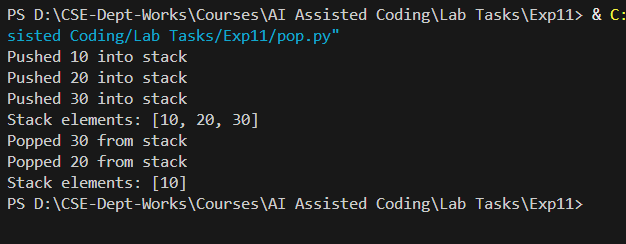 PS D:\CSE-Dept-Works\Courses\AI Assisted Coding\Lab Tasks\Exp11> & C:
sisted Coding/Lab Tasks/Exp11/pop.py"
Pushed 10 into stack
Pushed 20 into stack
Pushed 30 into stack
Stack elements: [10, 20, 30]
Popped 30 from stack
Popped 20 from stack
Stack elements: [10]
PS D:\CSE-Dept-Works\Courses\AI Assisted Coding\Lab Tasks\Exp11>